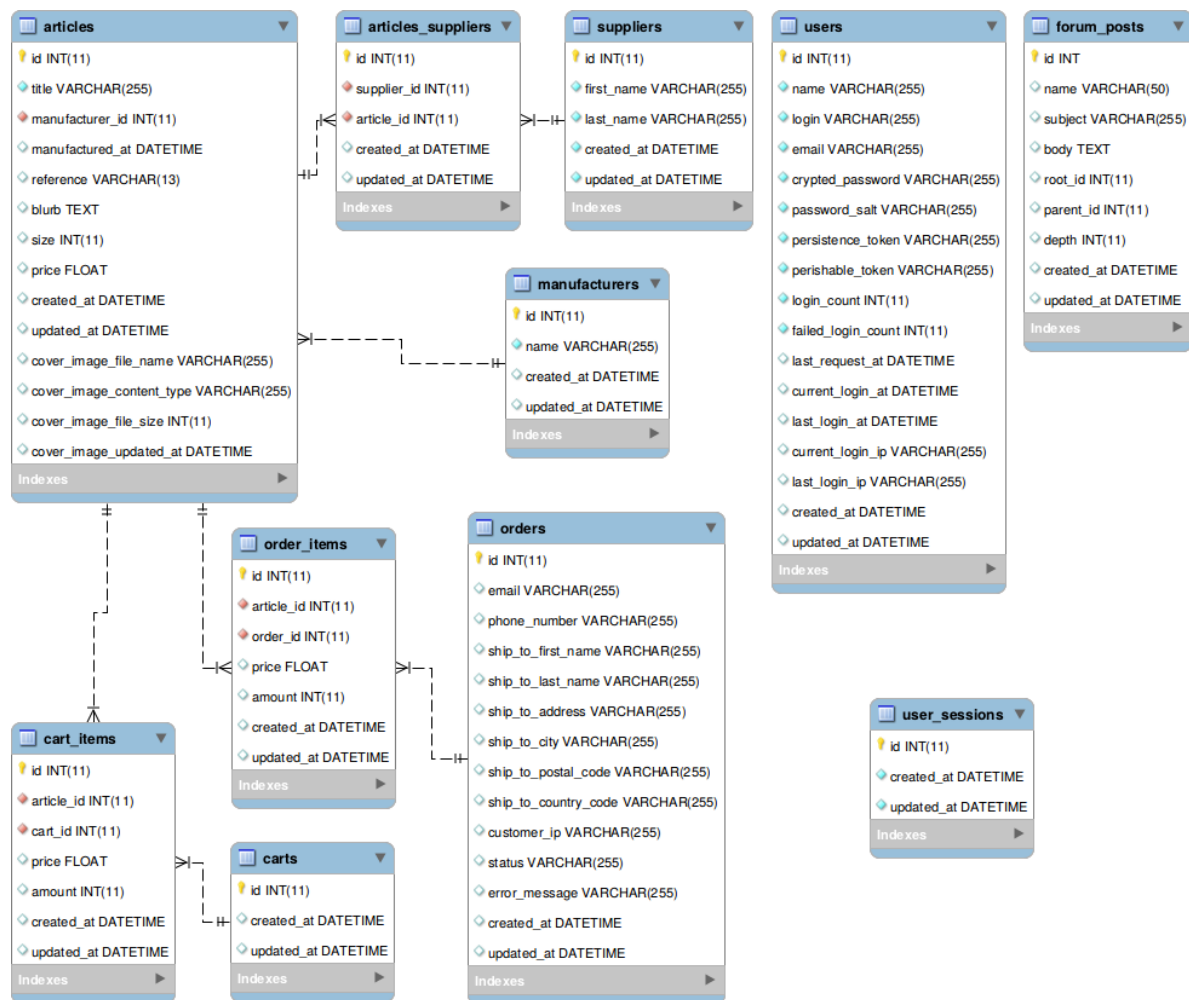 articles
id INT(11)
title VARCHAR(255)
manufacturer_id INT(11)
manufactured_at DATETIME
reference VARCHAR(13)
blurb TEXT
size INT(11)
price FLOAT
created_at DATETIME
updated_at DATETIME
cover_image_file_name VARCHAR(255)
cover_image_content_type VARCHAR(255)
cover_image_file_size INT(11)
cover_image_updated_at DATETIME
Indexes
articles_suppliers
id INT(11)
supplier_id INT(11)
article_id INT(11)
created_at DATETIME
updated_at DATETIME
Indexes
suppliers
id INT(11)
first_name VARCHAR(255)
last_name VARCHAR(255)
created_at DATETIME
updated_at DATETIME
Indexes
users
id INT(11)
name VARCHAR(255)
login VARCHAR(255)
email VARCHAR(255)
crypted_password VARCHAR(255)
password_salt VARCHAR(255)
persistence_token VARCHAR(255)
perishable_token VARCHAR(255)
login_count INT(11)
failed_login_count INT(11)
last_request_at DATETIME
current_login_at DATETIME
last_login_at DATETIME
current_login_ip VARCHAR(255)
last_login_ip VARCHAR(255)
created_at DATETIME
updated_at DATETIME
Indexes
forum_posts
id INT
name VARCHAR(50)
subject VARCHAR(255)
body TEXT
root_id INT(11)
parent_id INT(11)
depth INT(11)
created_at DATETIME
updated_at DATETIME
Indexes
manufacturers
id INT(11)
name VARCHAR(255)
created_at DATETIME
updated_at DATETIME
Indexes
order_items
id INT(11)
article_id INT(11)
order_id INT(11)
price FLOAT
amount INT(11)
created_at DATETIME
updated_at DATETIME
Indexes
orders
id INT(11)
email VARCHAR(255)
phone_number VARCHAR(255)
ship_to_first_name VARCHAR(255)
ship_to_last_name VARCHAR(255)
ship_to_address VARCHAR(255)
ship_to_city VARCHAR(255)
ship_to_postal_code VARCHAR(255)
ship_to_country_code VARCHAR(255)
customer_ip VARCHAR(255)
status VARCHAR(255)
error_message VARCHAR(255)
created_at DATETIME
updated_at DATETIME
Indexes
cart_items
id INT(11)
article_id INT(11)
cart_id INT(11)
price FLOAT
amount INT(11)
created_at DATETIME
updated_at DATETIME
Indexes
carts
id INT(11)
created_at DATETIME
updated_at DATETIME
Indexes
user_sessions
id INT(11)
created_at DATETIME
updated_at DATETIME
Indexes